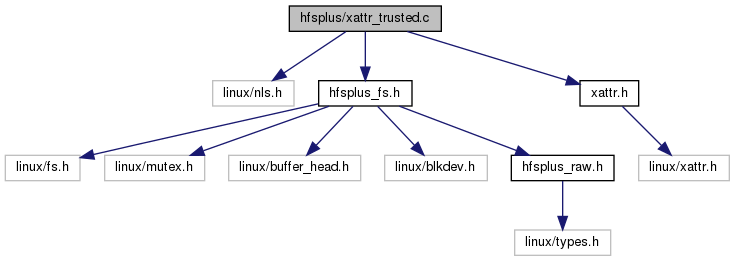 hfsplus/xattr_trusted.c
linux/nls.h
hfsplus_fs.h
xattr.h
linux/fs.h
linux/mutex.h
linux/buffer_head.h
linux/blkdev.h
hfsplus_raw.h
linux/xattr.h
linux/types.h